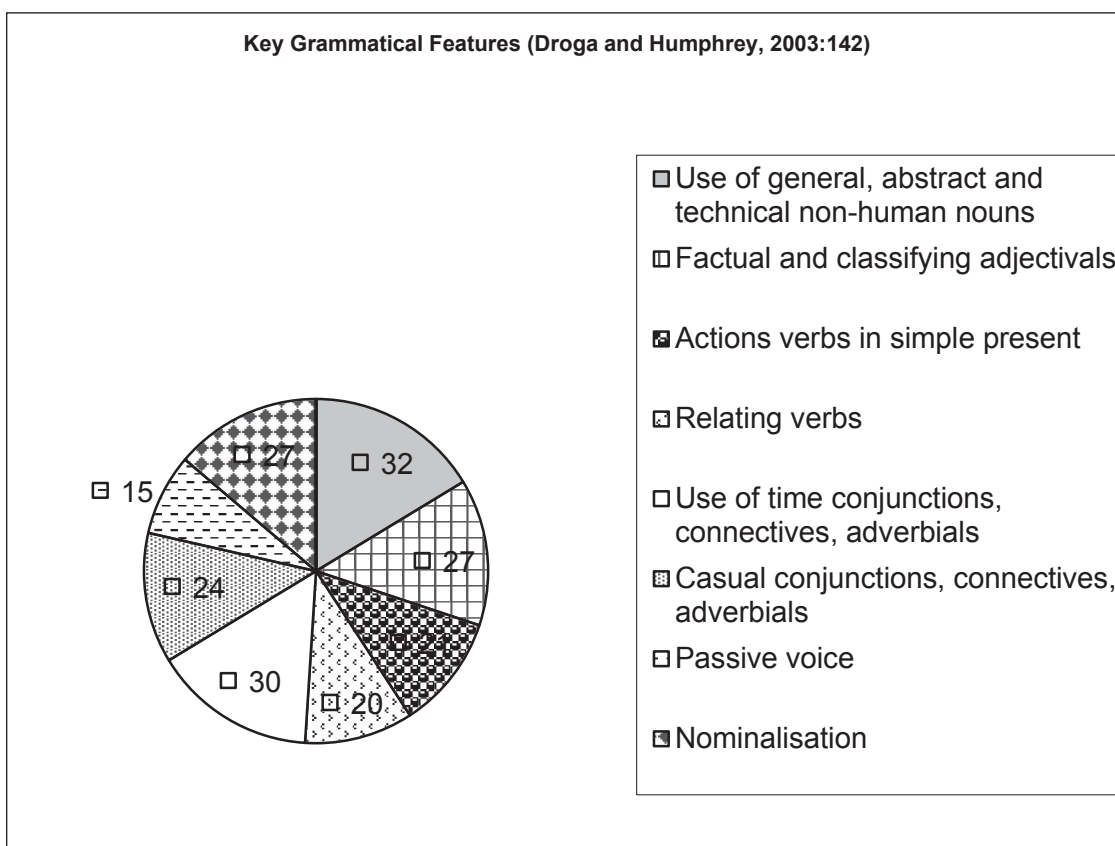 Key Grammatical Features (Droga and Humphrey, 2003:142)
Use of general, abstract and
technical non-human nouns
Factual and classifying adjectivals
Actions verbs in simple present
Relating verbs
Use of time conjunctions,
connectives, adverbials
Casual conjunctions, connectives,
adverbials
Passive voice
Nominalisation
27
32
15
27
24
30
20